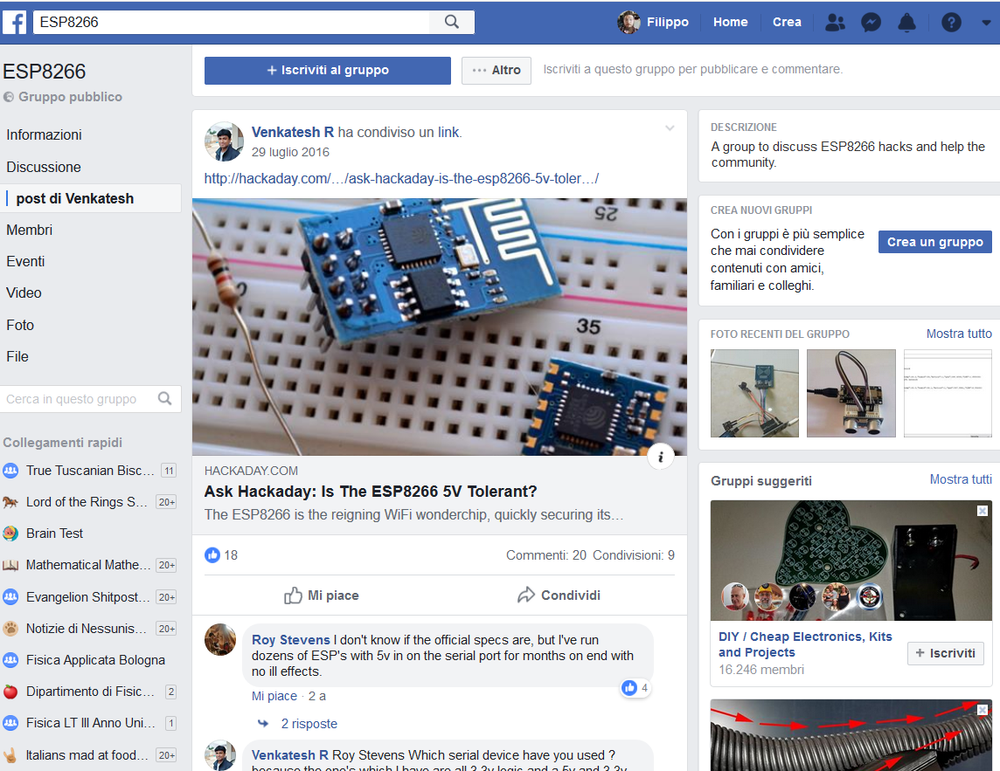 ESP8266
Filippo
Home
Crea
ESP8266
Gruppo pubblico
Informazioni
Discussione
post di Venkatesh
Membri
Eventi
Video
Foto
File
Cerca in questo gruppo
Collegamenti rapidi
True Tuscanian Bisc... 11
Lord of the Rings S... 20+
Brain Test
Mathematical Mathe... 20+
Evangelion Shitpost... 20+
Notizie di Nessunis... 20+
Fisica Applicata Bologna
Dipartimento di Fisic... 2
Fisica LT III Anno Uni... 1
Italians mad at food... 20+
+ Iscriviti al gruppo
... Altro
Iscriviti a questo gruppo per pubblicare e commentare.
Venkatesh R ha condiviso un link.
29 luglio 2016
http://hackaday.com/…/ask-hackaday-is-the-esp8266-5v-toler…/
25
35
HACKADAY.COM
Ask Hackaday: Is The ESP8266 5V Tolerant?
The ESP8266 is the reigning WiFi wonderchip, quickly securing its…
18
Commenti: 20 Condivisioni: 9
Mi piace
Condividi
Roy Stevens I don't know if the official specs are, but I've run
dozens of ESP's with 5v in on the serial port for months on end with
no ill effects.
4
Mi piace · 2 a
2 risposte
Venkatesh R Roy Stevens Which serial device have you used ?
because the one's which I have are all 3.3v logic and a 5v and 3.3v
DESCRIZIONE
A group to discuss ESP8266 hacks and help the
community.
CREA NUOVI GRUPPI
Con i gruppi è più semplice
che mai condividere
contenuti con amici,
familiari e colleghi.
Crea un gruppo
FOTO RECENTI DEL GRUPPO
Mostra tutto
Gruppi suggeriti
Mostra tutti
DIY / Cheap Electronics, Kits
and Projects
16.246 membri
+ Iscriviti